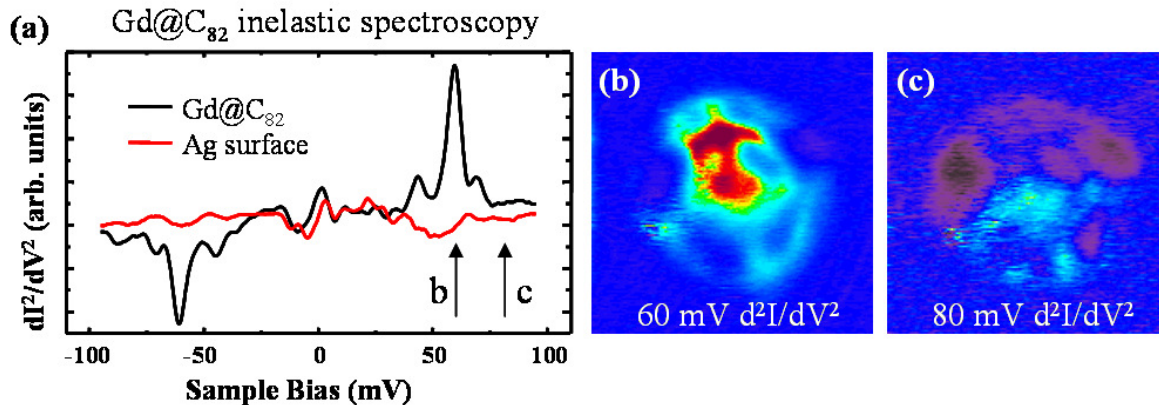 (a) Gd@C₈₂ inelastic spectroscopy
dI²/dV² (arb. units)
Gd@C₈₂
Ag surface
b
c
-100 -50 0 50 100
Sample Bias (mV)
(b)
60 mV d²I/dV²
(c)
80 mV d²I/dV²